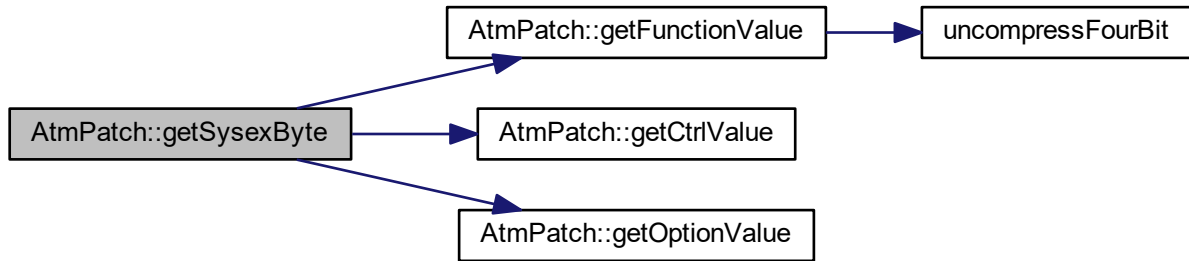 AtmPatch::getFunctionValue
uncompressFourBit
AtmPatch::getSysexByte
AtmPatch::getCtrlValue
AtmPatch::getOptionValue